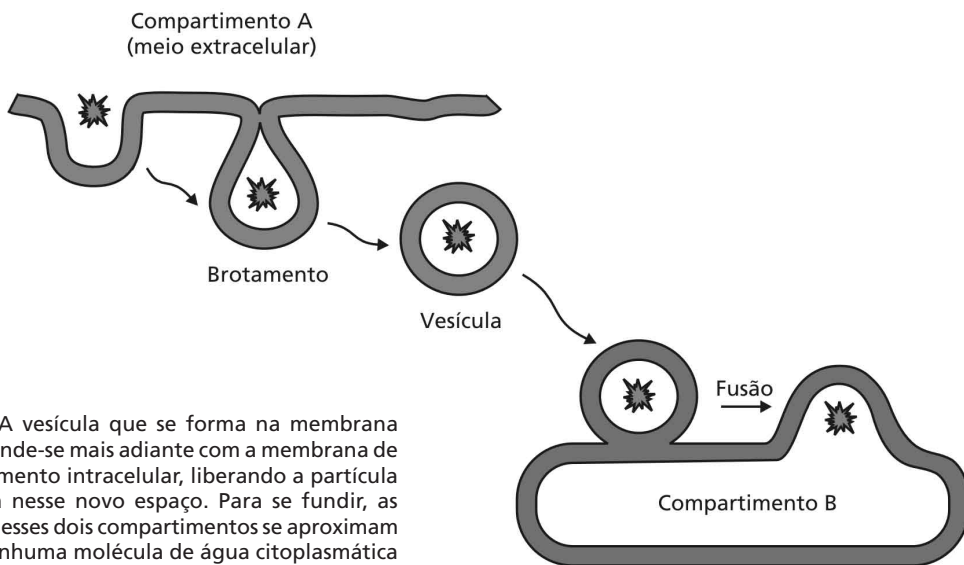 Compartimento A
(meio extracelular)
Brotamento
Vesícula
Fusão
Compartimento B
A vesícula que se forma na membrana
nde-se mais adiante com a membrana de
mento intracelular, liberando a partícula
nesse novo espaço. Para se fundir, as
esses dois compartimentos se aproximam
nhuma molécula de água citoplasmática